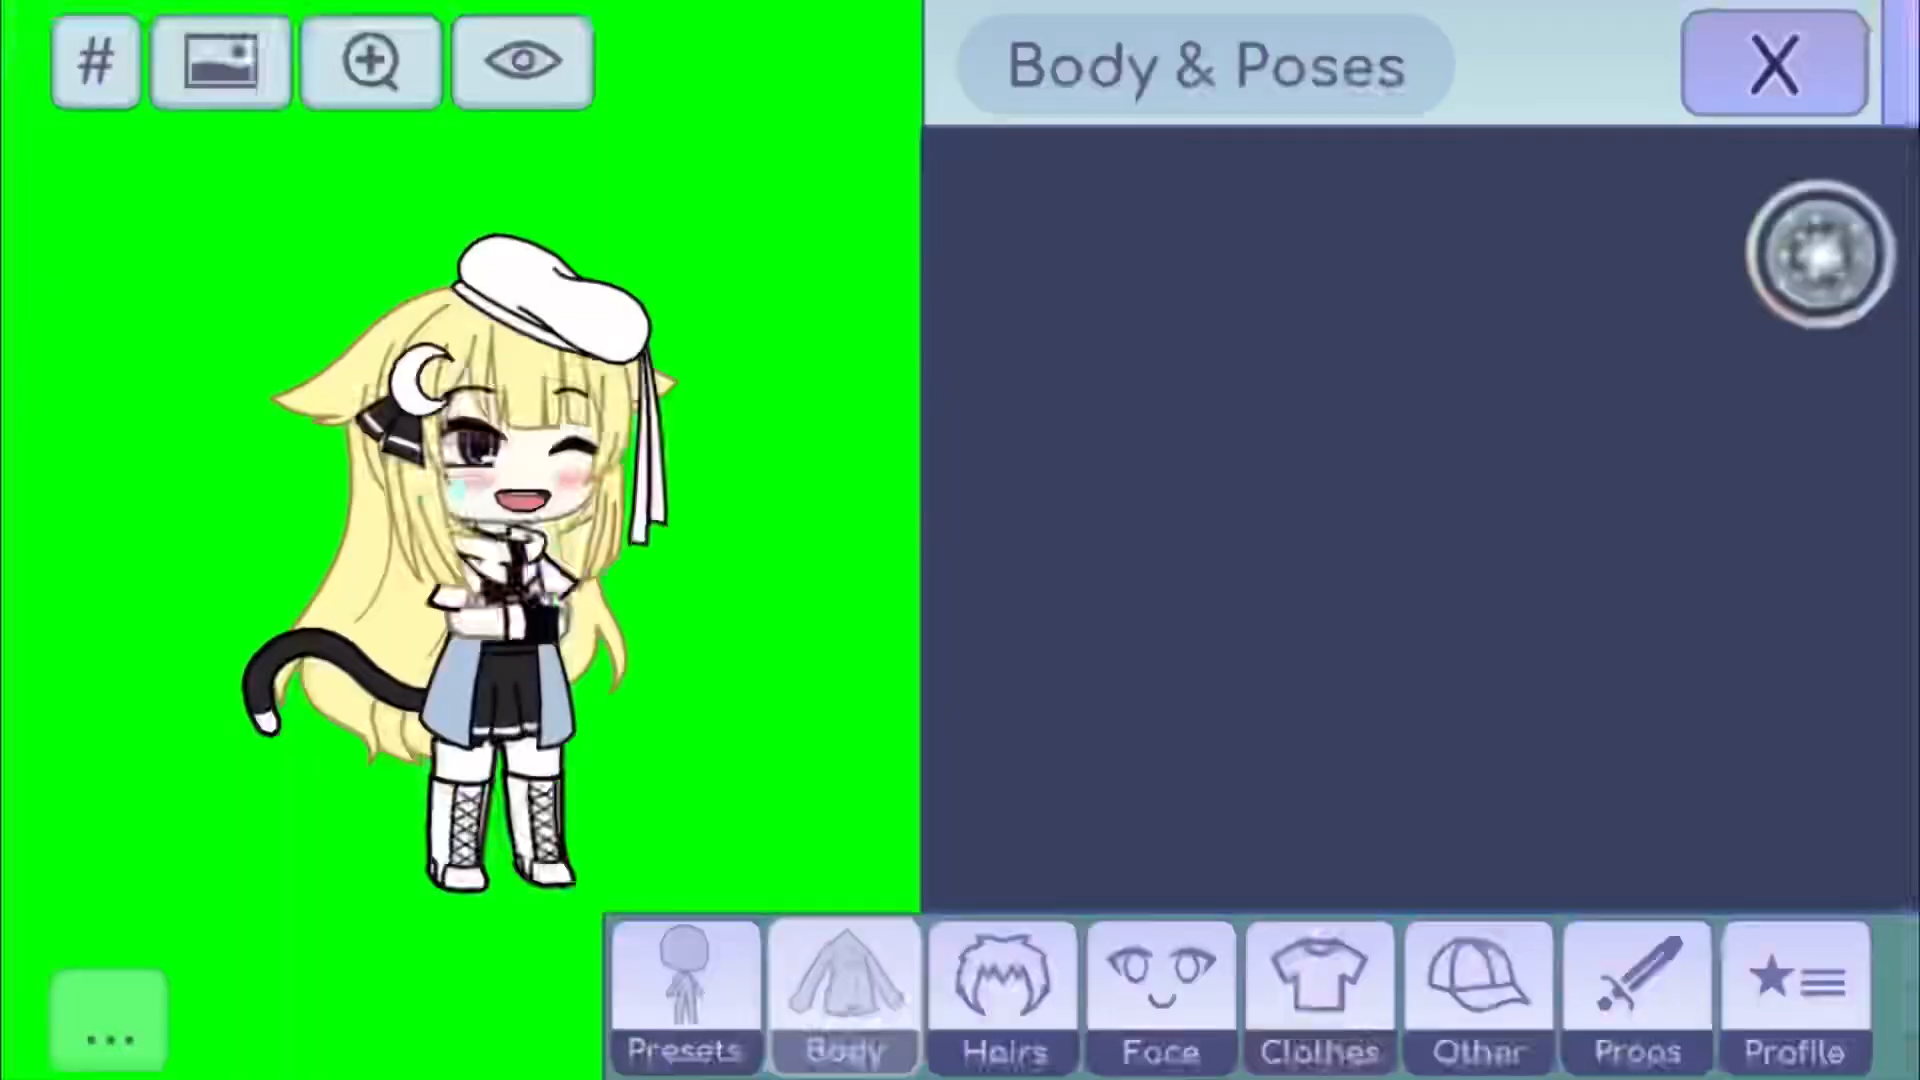 #
Body & Poses
X
...
Presets
Body
Hairs
Face
Clothes
Other
Props
Profile